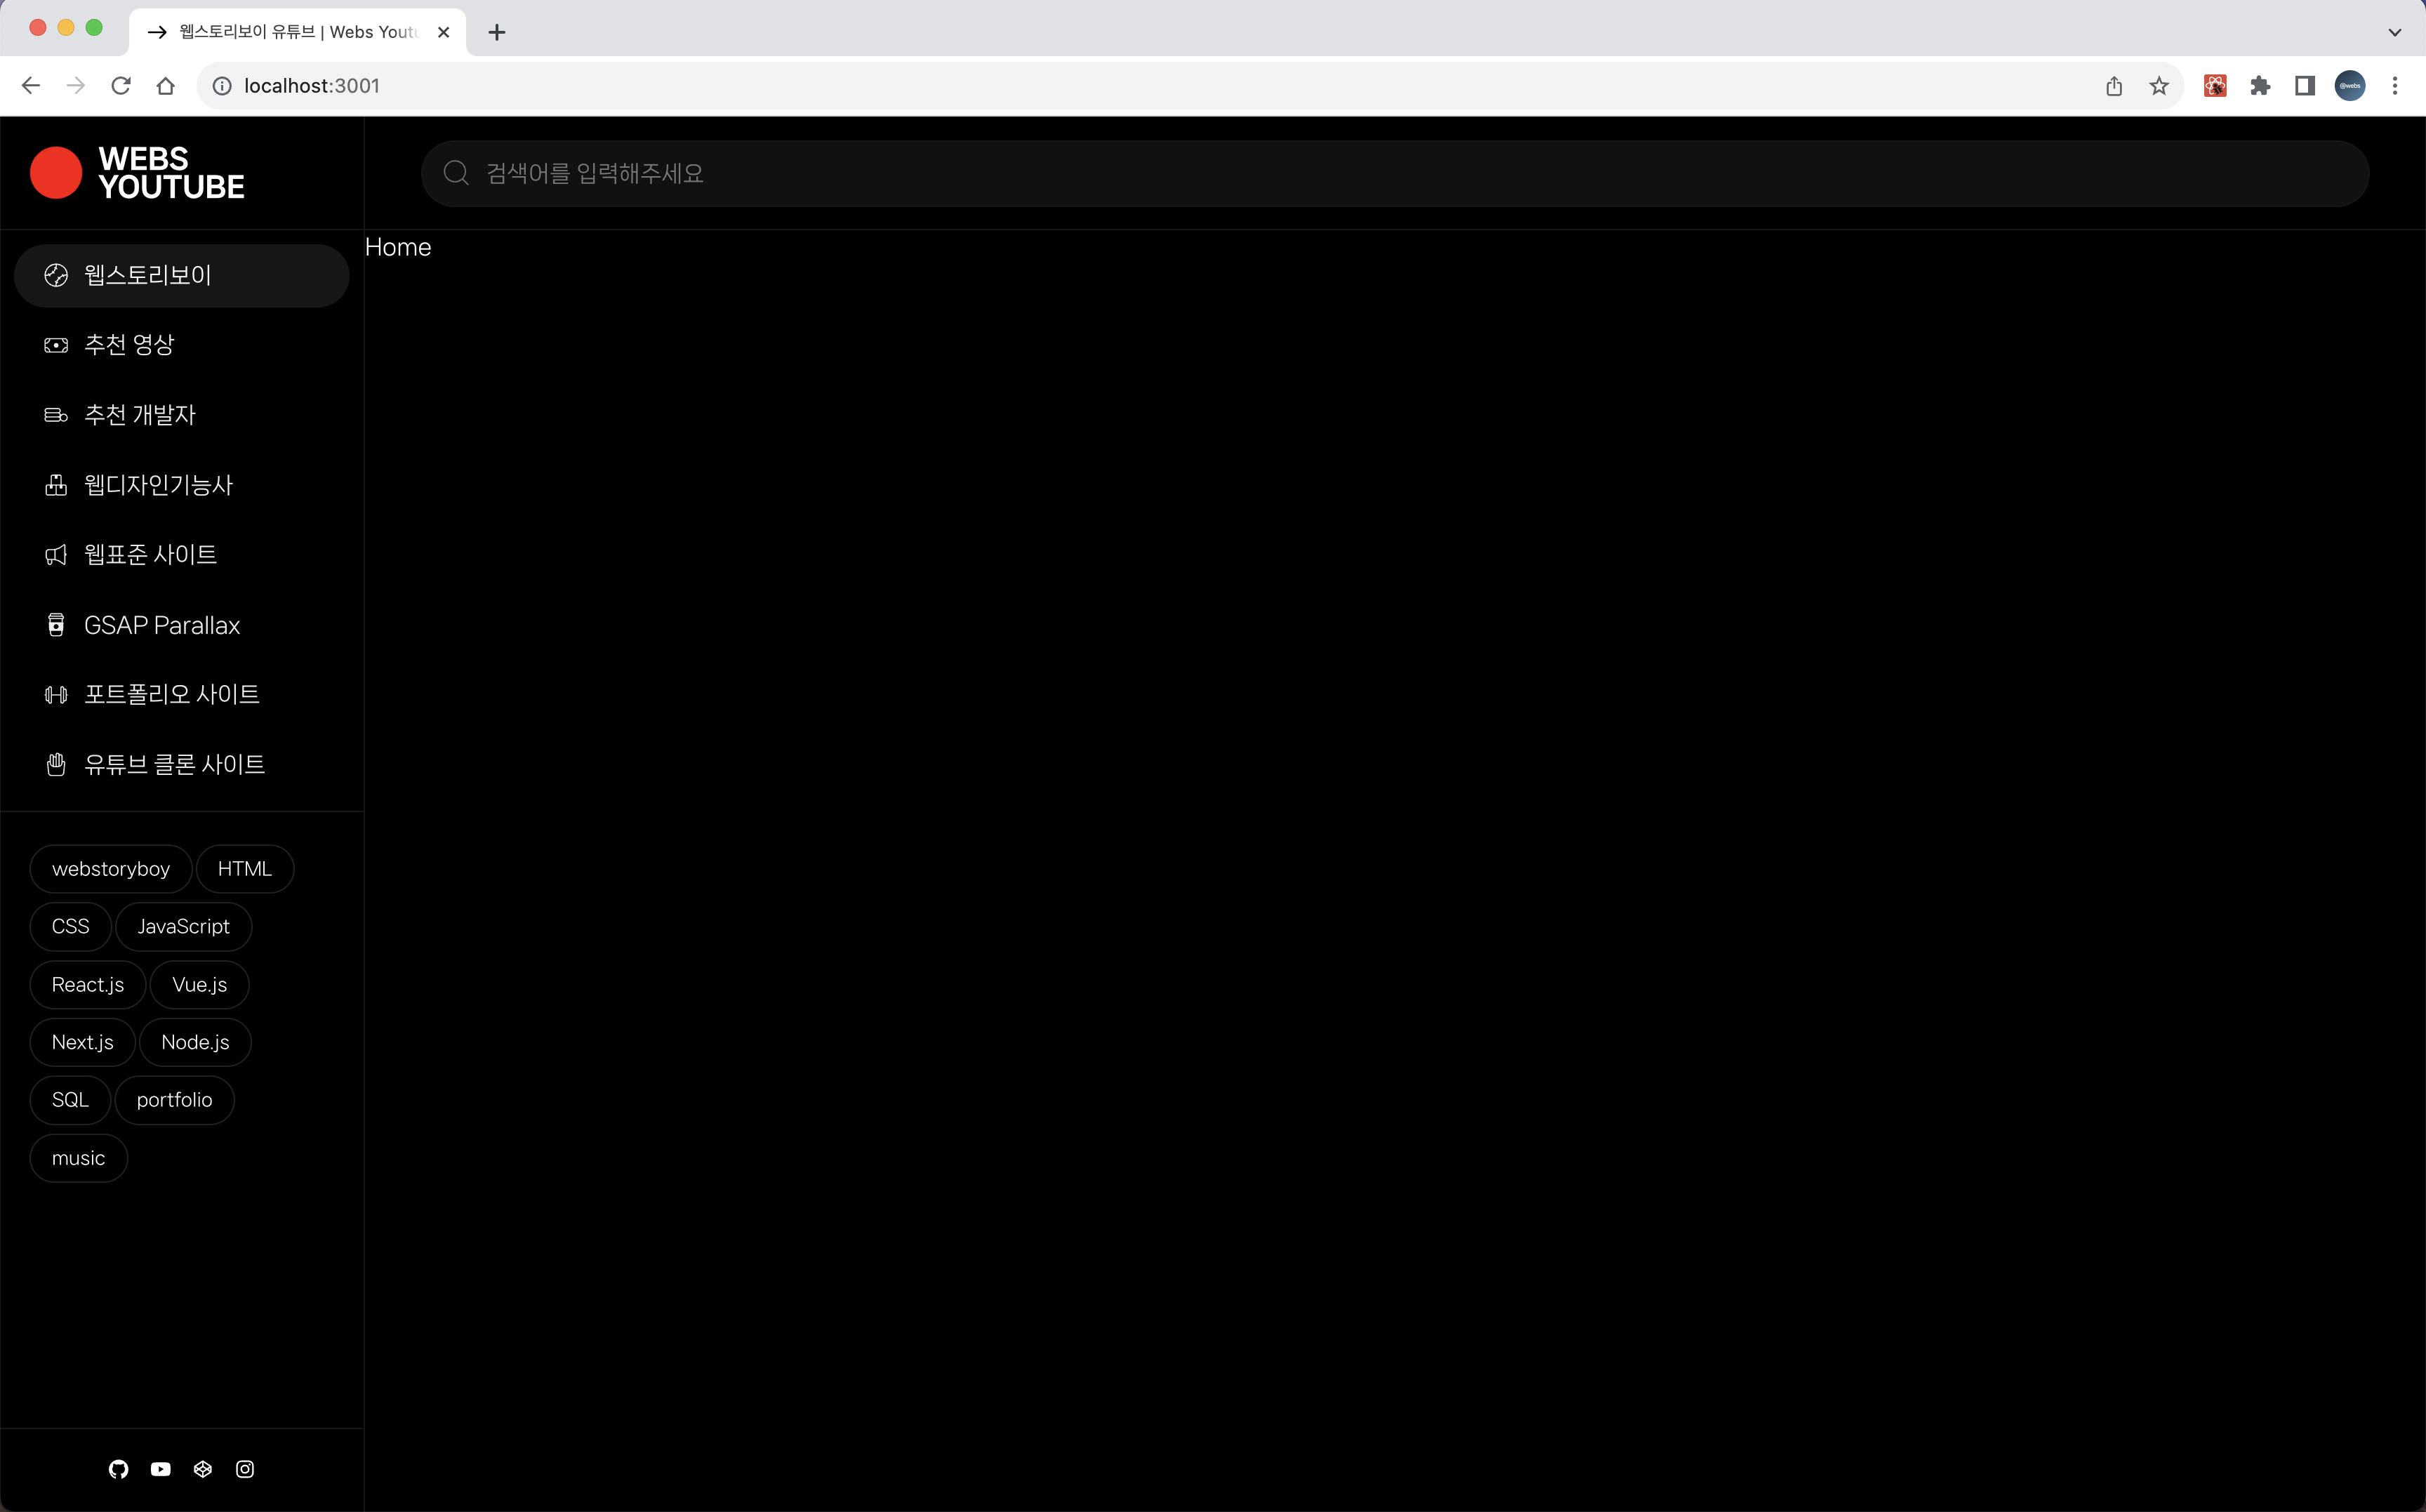 웹스토리보이 유튜브 | Webs Youtu
localhost:3001
@webs
WEBS
YOUTUBE
검색어를 입력해주세요
Home
웹스토리보이
추천 영상
추천 개발자
웹디자인기능사
웹표준 사이트
GSAP Parallax
포트폴리오 사이트
유튜브 클론 사이트
webstoryboy HTML
CSS JavaScript
React.js Vue.js
Next.js Node.js
SQL portfolio
music